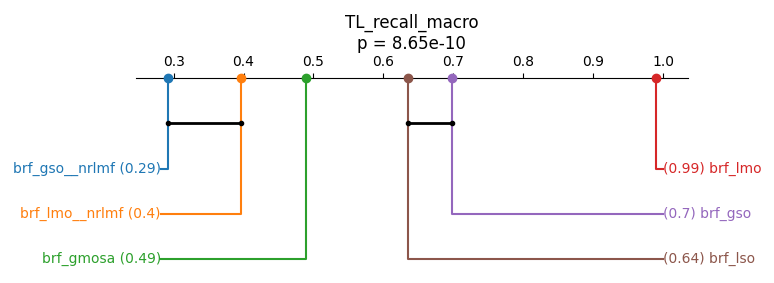 TL_recall_macro
p = 8.65e-10
0.3 0.4 0.5 0.6 0.7 0.8 0.9 1.0
brf_gso__nrlmf (0.29) (0.99) brf_lmo
brf_lmo__nrlmf (0.4) (0.7) brf_gso
brf_gmosa (0.49) (0.64) brf_lso